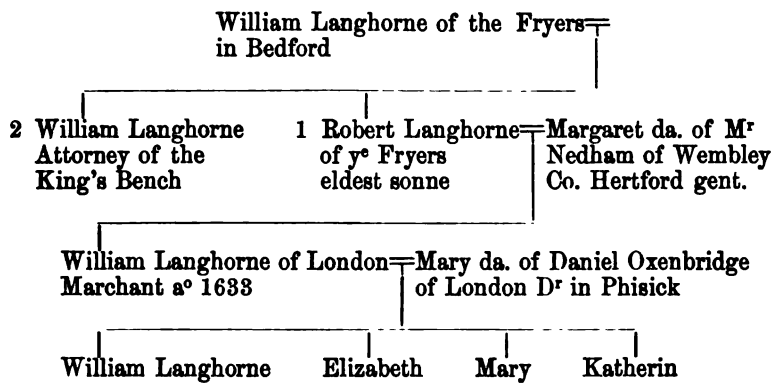 William Langhorne of the Fryers
in Bedford
2 William Langhorne
Attorney of the
King's Bench
1 Robert Langhorne
of yᵉ Fryers
eldest sonne
Margaret da. of Mʳ
Nedham of Wembley
Co. Hertford gent.
William Langhorne of London
Marchant aº 1633
Mary da. of Daniel Oxenbridge
of London Dʳ in Phisick
William Langhorne
Elizabeth
Mary
Katherin